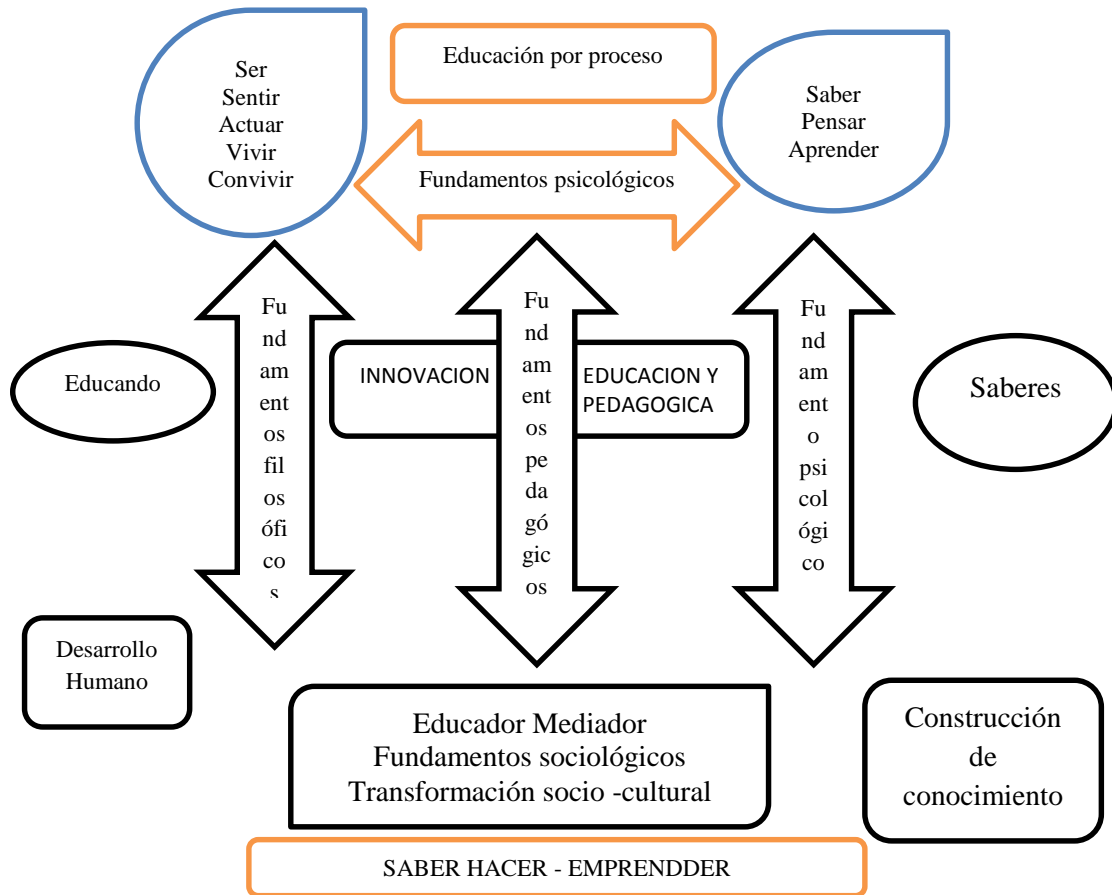 Educación por proceso
Ser
Sentir
Actuar
Vivir
Convivir
Saber
Pensar
Aprender
Fundamentos psicológicos
Fu
nd
am
ent
os
fil
os
ófi
co
s
Fu
nd
am
ent
os
pe
da
gó
gic
os
Fu
nd
am
ent
o
psi
col
ógi
co
Educando
INNOVACION EDUCACION Y
PEDAGOGICA
Saberes
Desarrollo
Humano
Educador Mediador
Fundamentos sociológicos
Transformación socio -cultural
Construcción
de
conocimiento
SABER HACER - EMPRENDDER